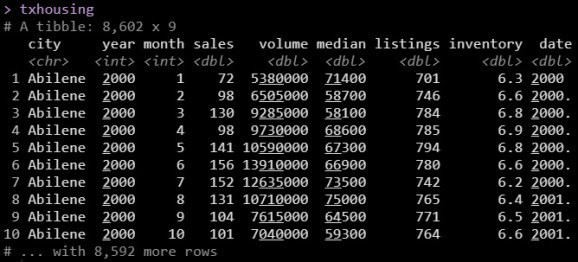 > txhousing
# A tibble: 8,602 x 9
city year month sales volume median listings inventory date
<chr> <int> <int> <dbl> <dbl> <dbl> <dbl> <dbl> <dbl>
1 Abilene 2000 1 72 5380000 71400 701 6.3 2000
2 Abilene 2000 2 98 6505000 58700 746 6.6 2000.
3 Abilene 2000 3 130 9285000 58100 784 6.8 2000.
4 Abilene 2000 4 98 9730000 68600 785 6.9 2000.
5 Abilene 2000 5 141 10590000 67300 794 6.8 2000.
6 Abilene 2000 6 156 13910000 66900 780 6.6 2000.
7 Abilene 2000 7 152 12635000 73500 742 6.2 2000.
8 Abilene 2000 8 131 10710000 75000 765 6.4 2001.
9 Abilene 2000 9 104 7615000 64500 771 6.5 2001.
10 Abilene 2000 10 101 7040000 59300 764 6.6 2001.
# ... with 8,592 more rows